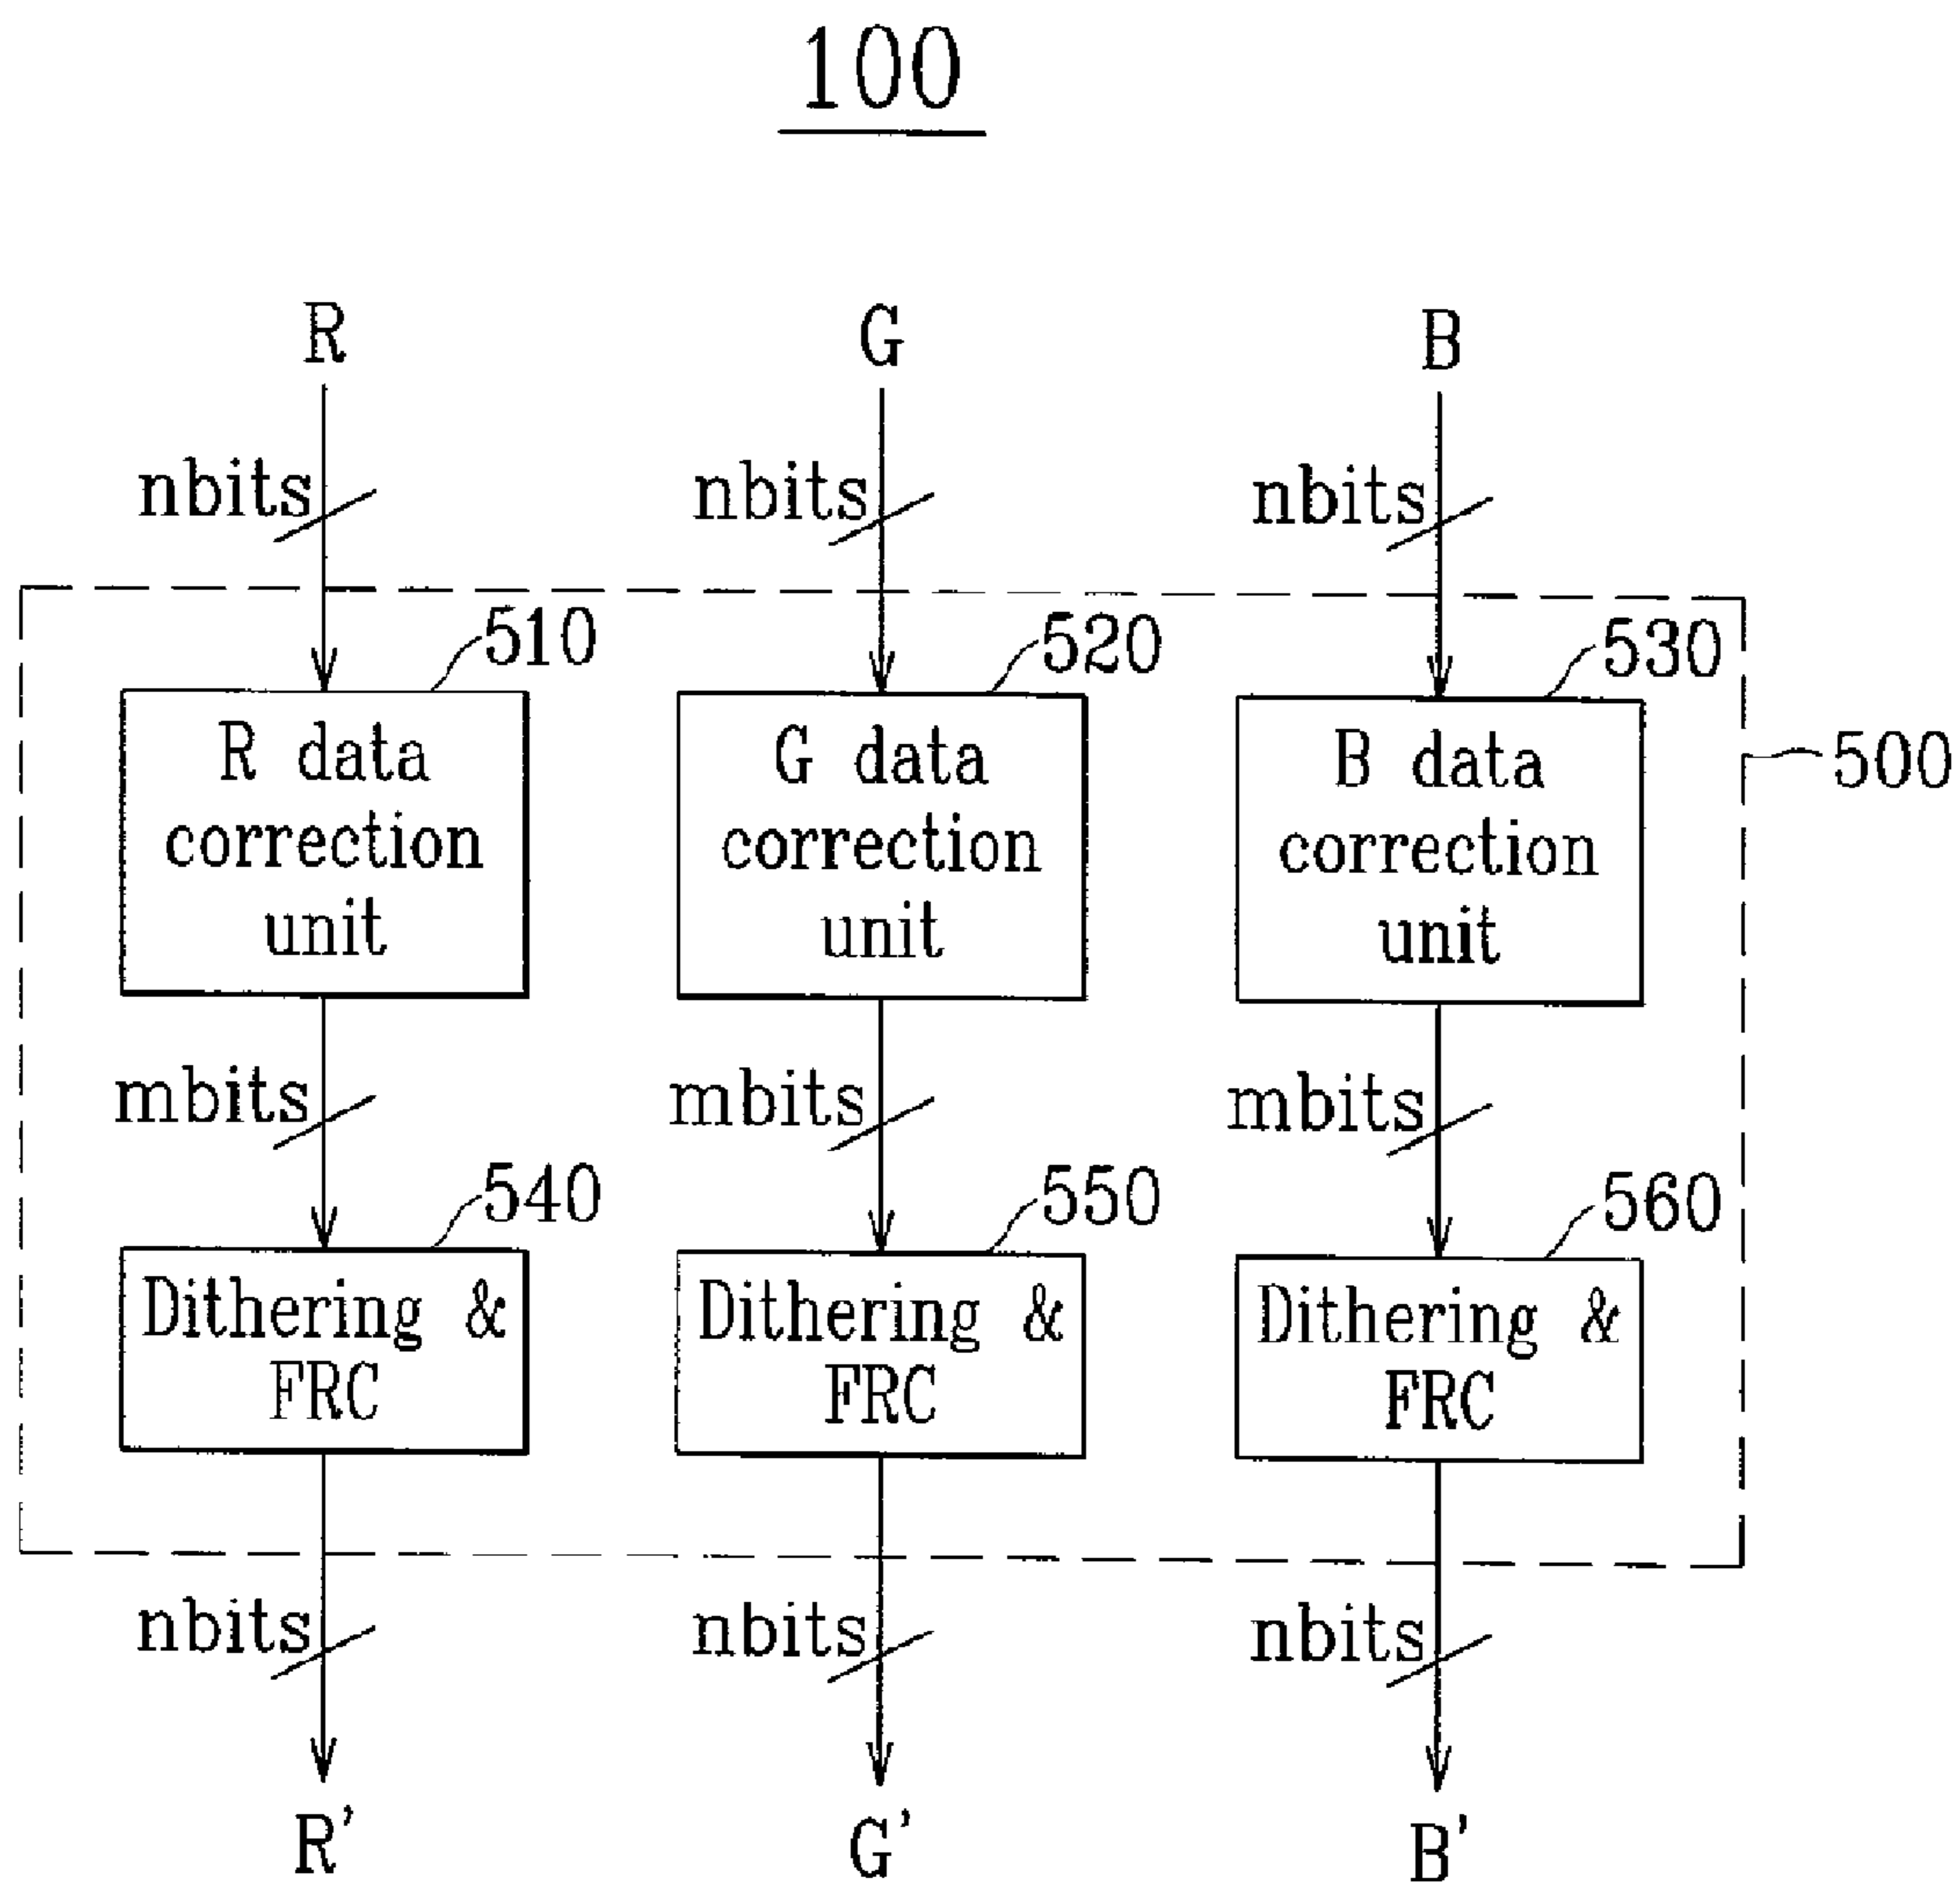 100
R G B
nbits nbits nbits
510 520 530
R data correction unit
G data correction unit
B data correction unit
500
mbits mbits mbits
540 550 560
Dithering & FRC
Dithering & FRC
Dithering & FRC
nbits nbits nbits
R' G' B'